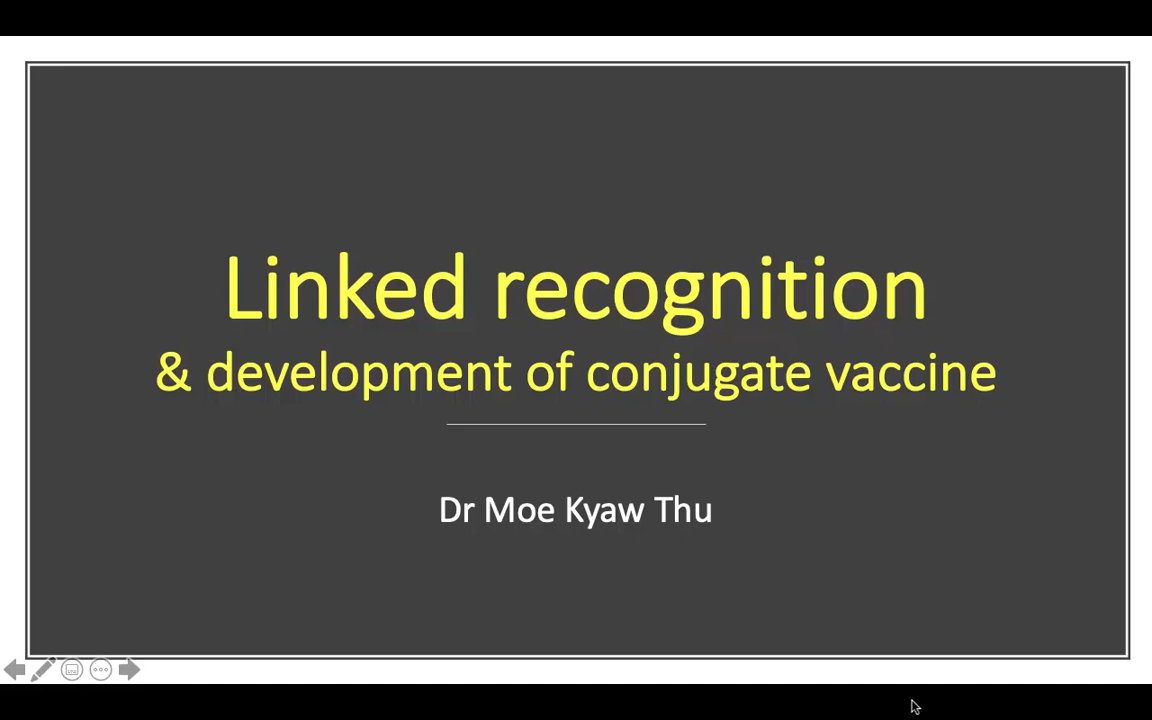 Linked recognition
& development of conjugate vaccine
Dr Moe Kyaw Thu